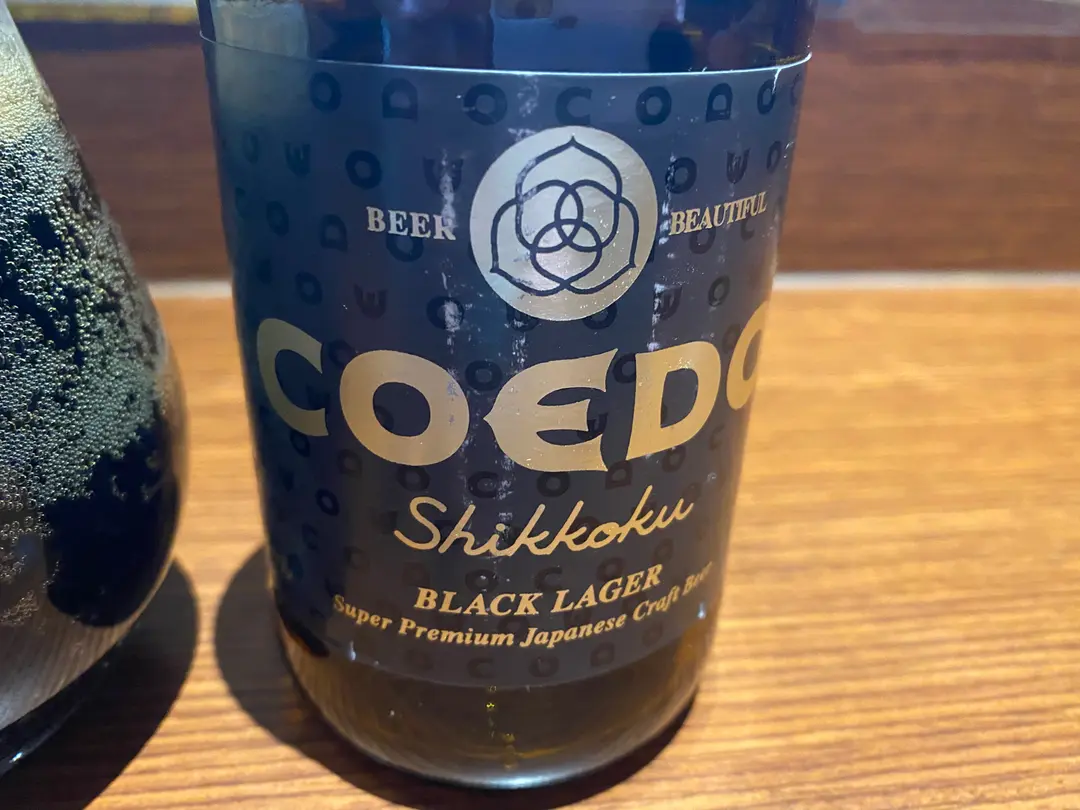 BEER BEAUTIFUL
COEDO
Shikkoku
BLACK LAGER
Super Premium Japanese Craft Beer